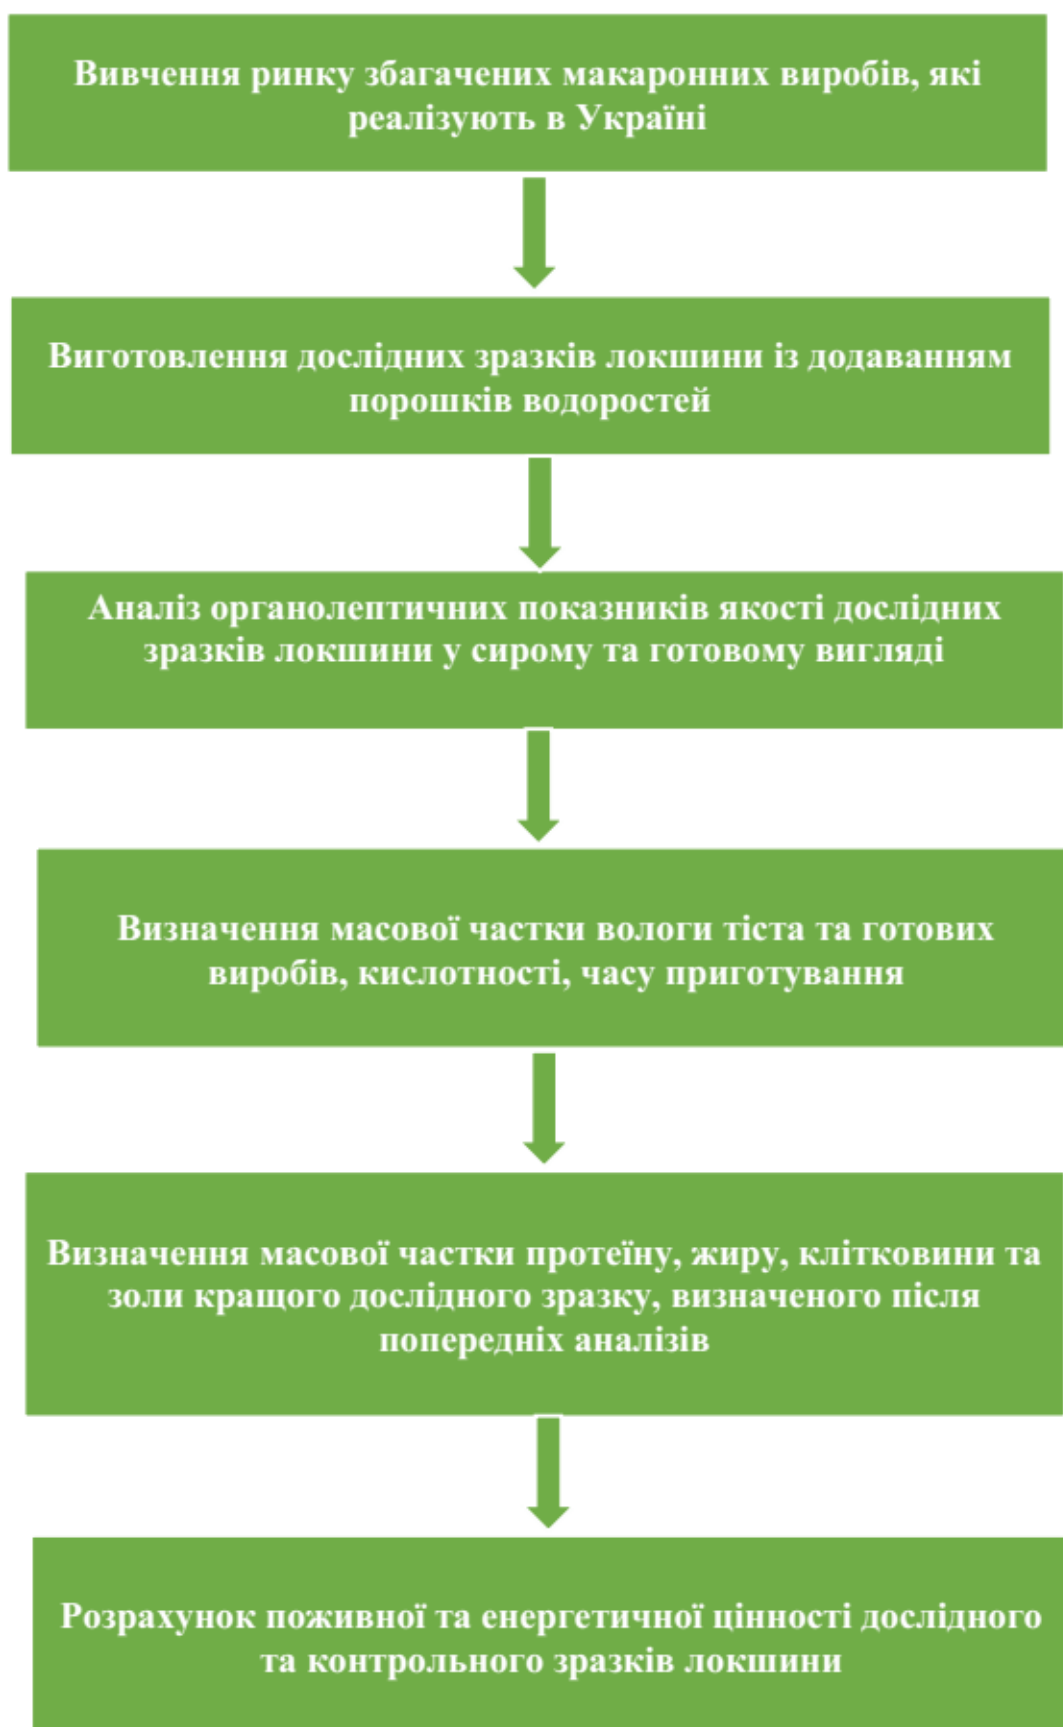 Вивчення ринку збагачених макаронних виробів, які
реалізують в Україні
Виготовлення дослідних зразків локшини із додаванням
порошків водоростей
Аналіз органолептичних показників якості дослідних
зразків локшини у сирому та готовому вигляді
Визначення масової частки вологи тіста та готових
виробів, кислотності, часу приготування
Визначення масової частки протеїну, жиру, клітковини та
золи кращого дослідного зразку, визначеного після
попередніх аналізів
Розрахунок поживної та енергетичної цінності дослідного
та контрольного зразків локшини